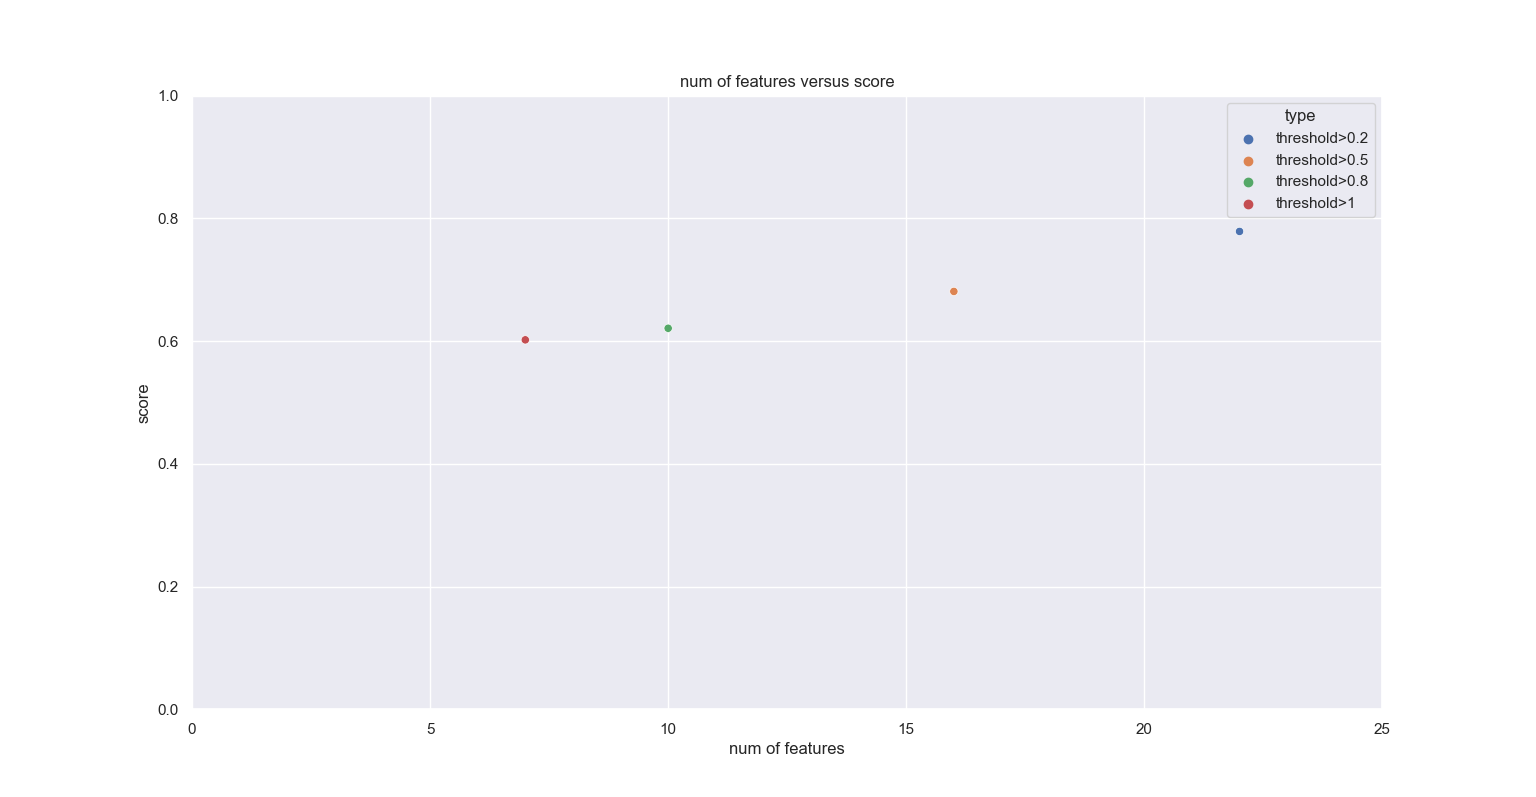 num of features versus score
1.0
0.8
0.6
0.4
0.2
0.0
score
type
threshold>0.2
threshold>0.5
threshold>0.8
threshold>1
0 5 10 15 20 25
num of features